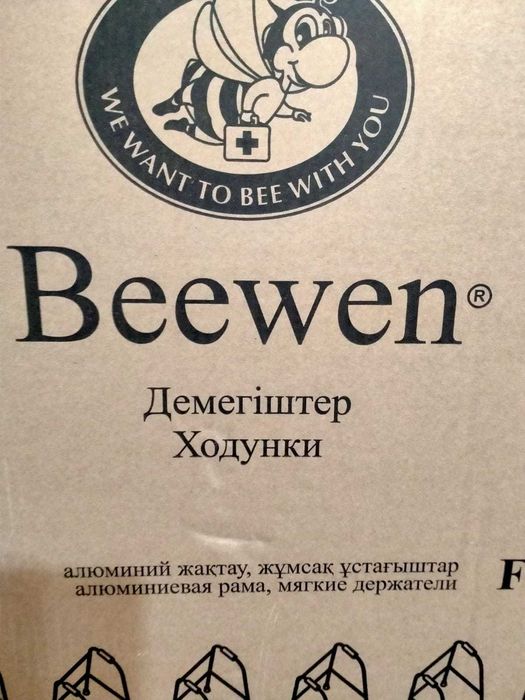 WE WANT TO BEE WITH YOU
Beewen®
Демегіштер
Ходунки
алюминий жақтау, жұмсақ ұстағыштар
алюминиевая рама, мягкие держатели
F